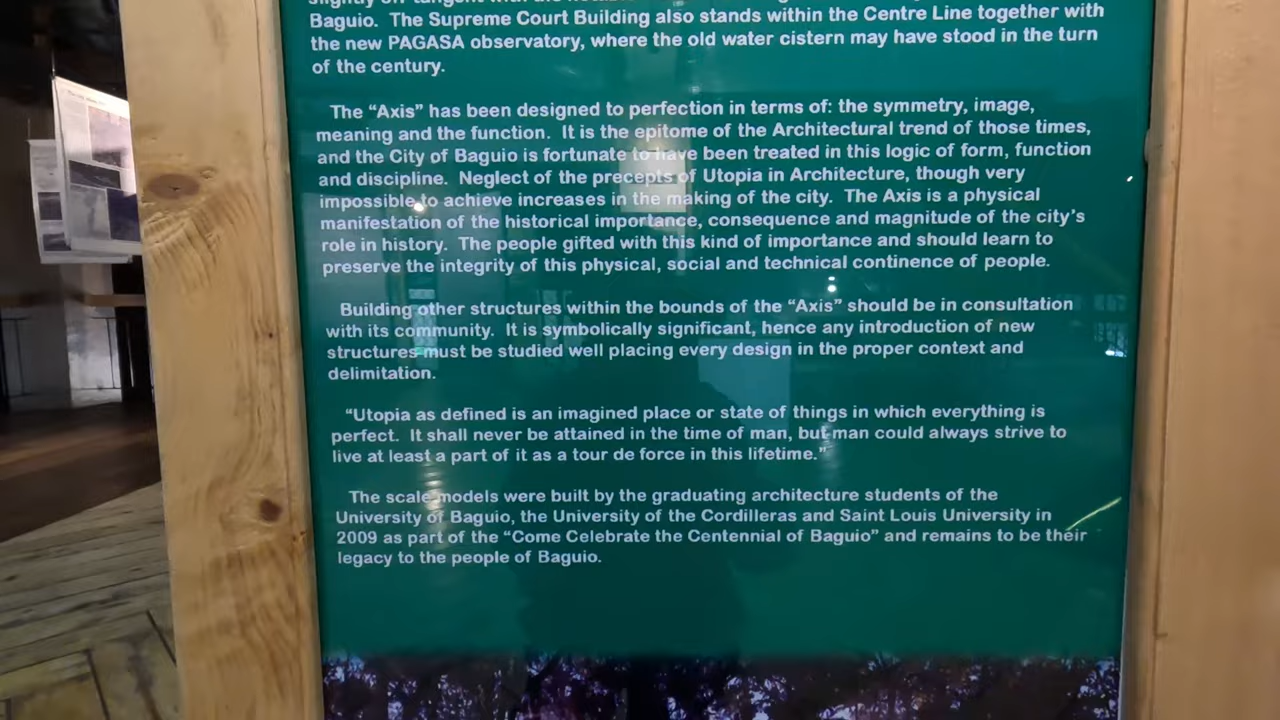 Baguio. The Supreme Court Building also stands within the Centre Line together with
the new PAGASA observatory, where the old water cistern may have stood in the turn
of the century.
The “Axis” has been designed to perfection in terms of: the symmetry, image,
meaning and the function. It is the epitome of the Architectural trend of those times,
and the City of Baguio is fortunate to have been treated in this logic of form, function
and discipline. Neglect of the precepts of Utopia in Architecture, though very
impossible to achieve increases in the making of the city. The Axis is a physical
manifestation of the historical importance, consequence and magnitude of the city's
role in history. The people gifted with this kind of importance and should learn to
preserve the integrity of this physical, social and technical continence of people.
Building other structures within the bounds of the “Axis” should be in consultation
with its community. It is symbolically significant, hence any introduction of new
structures must be studied well placing every design in the proper context and
delimitation.
“Utopia as defined is an imagined place or state of things in which everything is
perfect. It shall never be attained in the time of man, but man could always strive to
live at least a part of it as a tour de force in this lifetime.”
The scale models were built by the graduating architecture students of the
University of Baguio, the University of the Cordilleras and Saint Louis University in
2009 as part of the “Come Celebrate the Centennial of Baguio” and remains to be their
legacy to the people of Baguio.